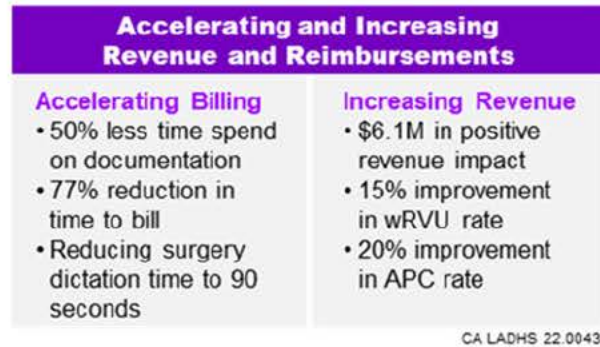 Accelerating and Increasing
Revenue and Reimbursements
Accelerating Billing
• 50% less time spend
on documentation
• 77% reduction in
time to bill
• Reducing surgery
dictation time to 90
seconds
Increasing Revenue
• $6.1M in positive
revenue impact
• 15% improvement
in wRVU rate
• 20% improvement
in APC rate
CA LADHS 22.0043